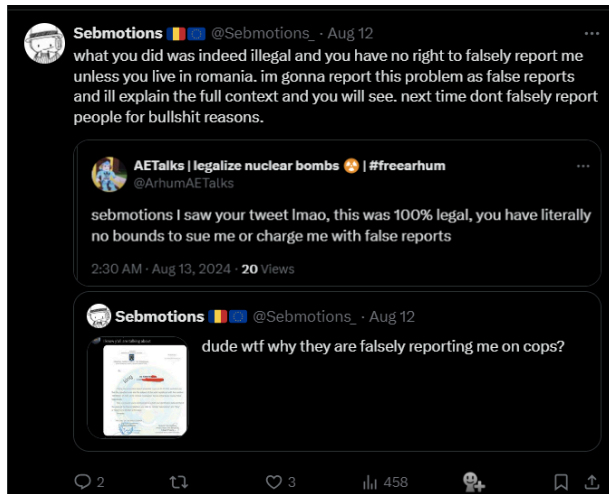 Sebmotions 🇷🇴🇪🇺 @Sebmotions_ · Aug 12
what you did was indeed illegal and you have no right to falsely report me
unless you live in romania. im gonna report this problem as false reports
and ill explain the full context and you will see. next time dont falsely report
people for bullshit reasons.
AETalks | legalize nuclear bombs ☢️ | #freearhum
@ArhumAETalks
sebmotions I saw your tweet lmao, this was 100% legal, you have literally
no bounds to sue me or charge me with false reports
2:30 AM · Aug 13, 2024 · 20 Views
Sebmotions 🇷🇴🇪🇺 @Sebmotions_ · Aug 12
dude wtf why they are falsely reporting me on cops?
2
3
458